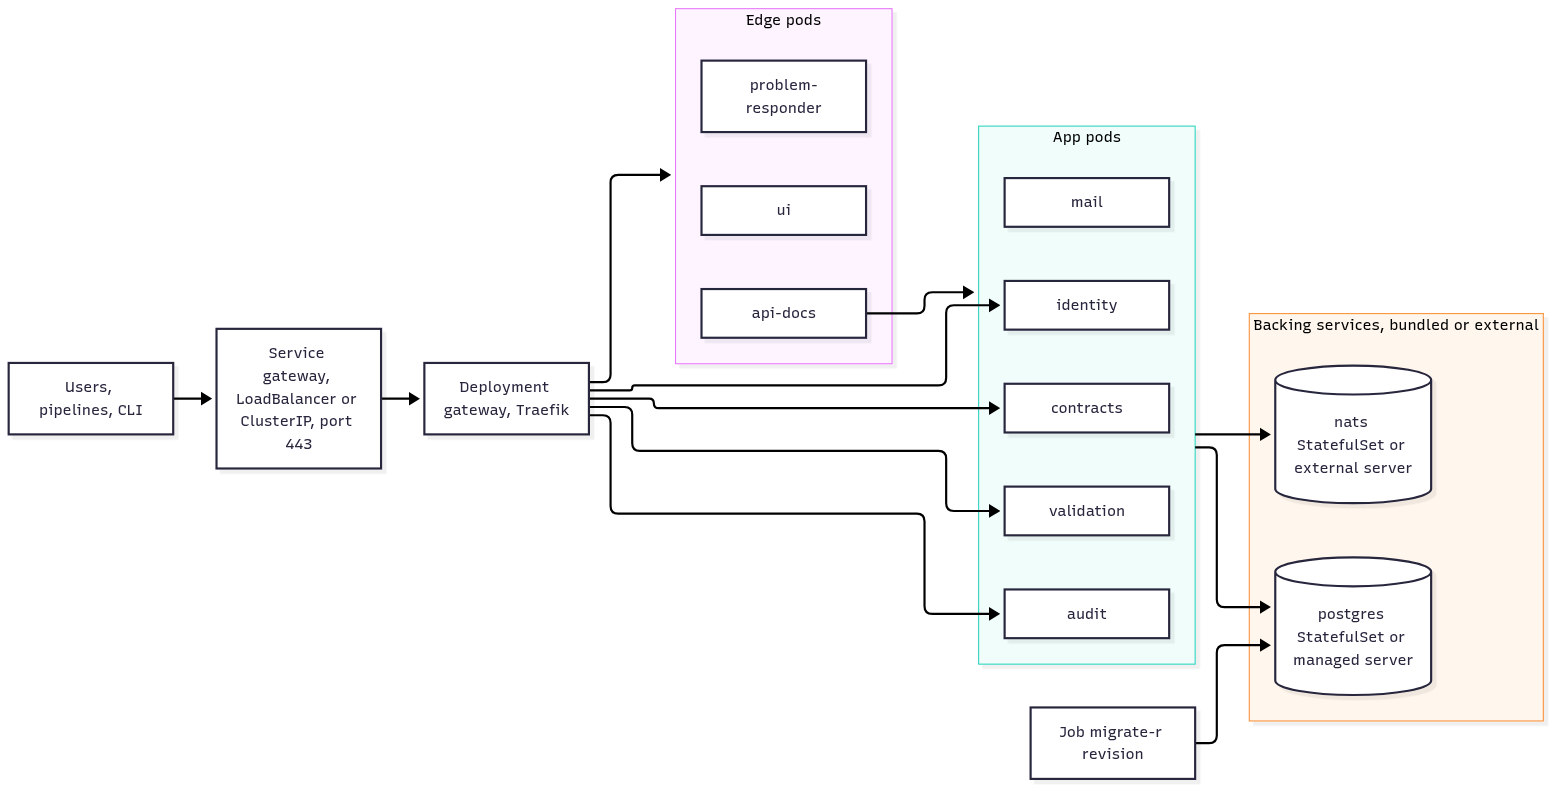 Edge pods
problem-
responder
ui
api-docs
App pods
mail
identity
contracts
validation
audit
Users,
pipelines, CLI
Service
gateway,
LoadBalancer or
ClusterIP, port
443
Deployment
gateway, Traefik
Backing services, bundled or external
nats
StatefulSet or
external server
postgres
StatefulSet or
managed server
Job migrate-r
revision